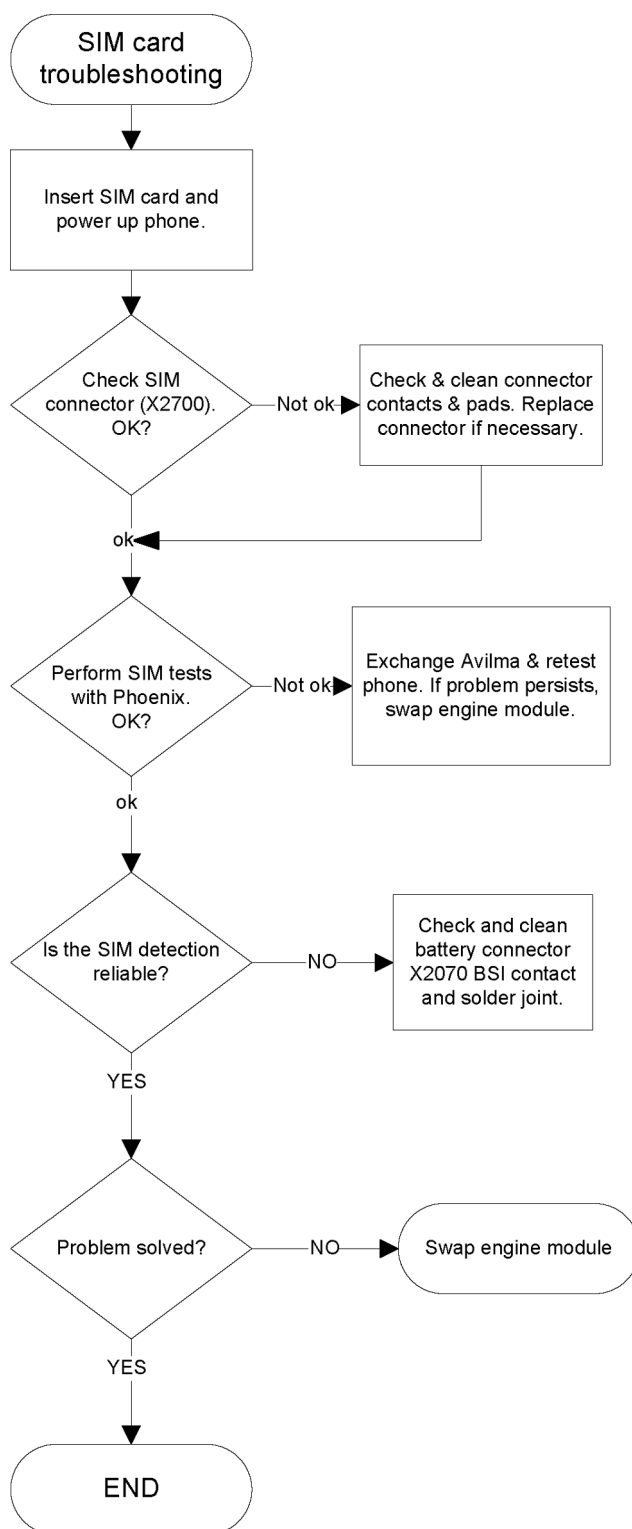 SIM card
troubleshooting
Insert SIM card and
power up phone.
Check SIM
connector (X2700).
OK?
Not ok
Check & clean connector
contacts & pads. Replace
connector if necessary.
ok
Perform SIM tests
with Phoenix.
OK?
Not ok
Exchange Avilma & retest
phone. If problem persists,
swap engine module.
ok
Is the SIM detection
reliable?
NO
Check and clean
battery connector
X2070 BSI contact
and solder joint.
YES
Problem solved?
NO
Swap engine module
YES
END